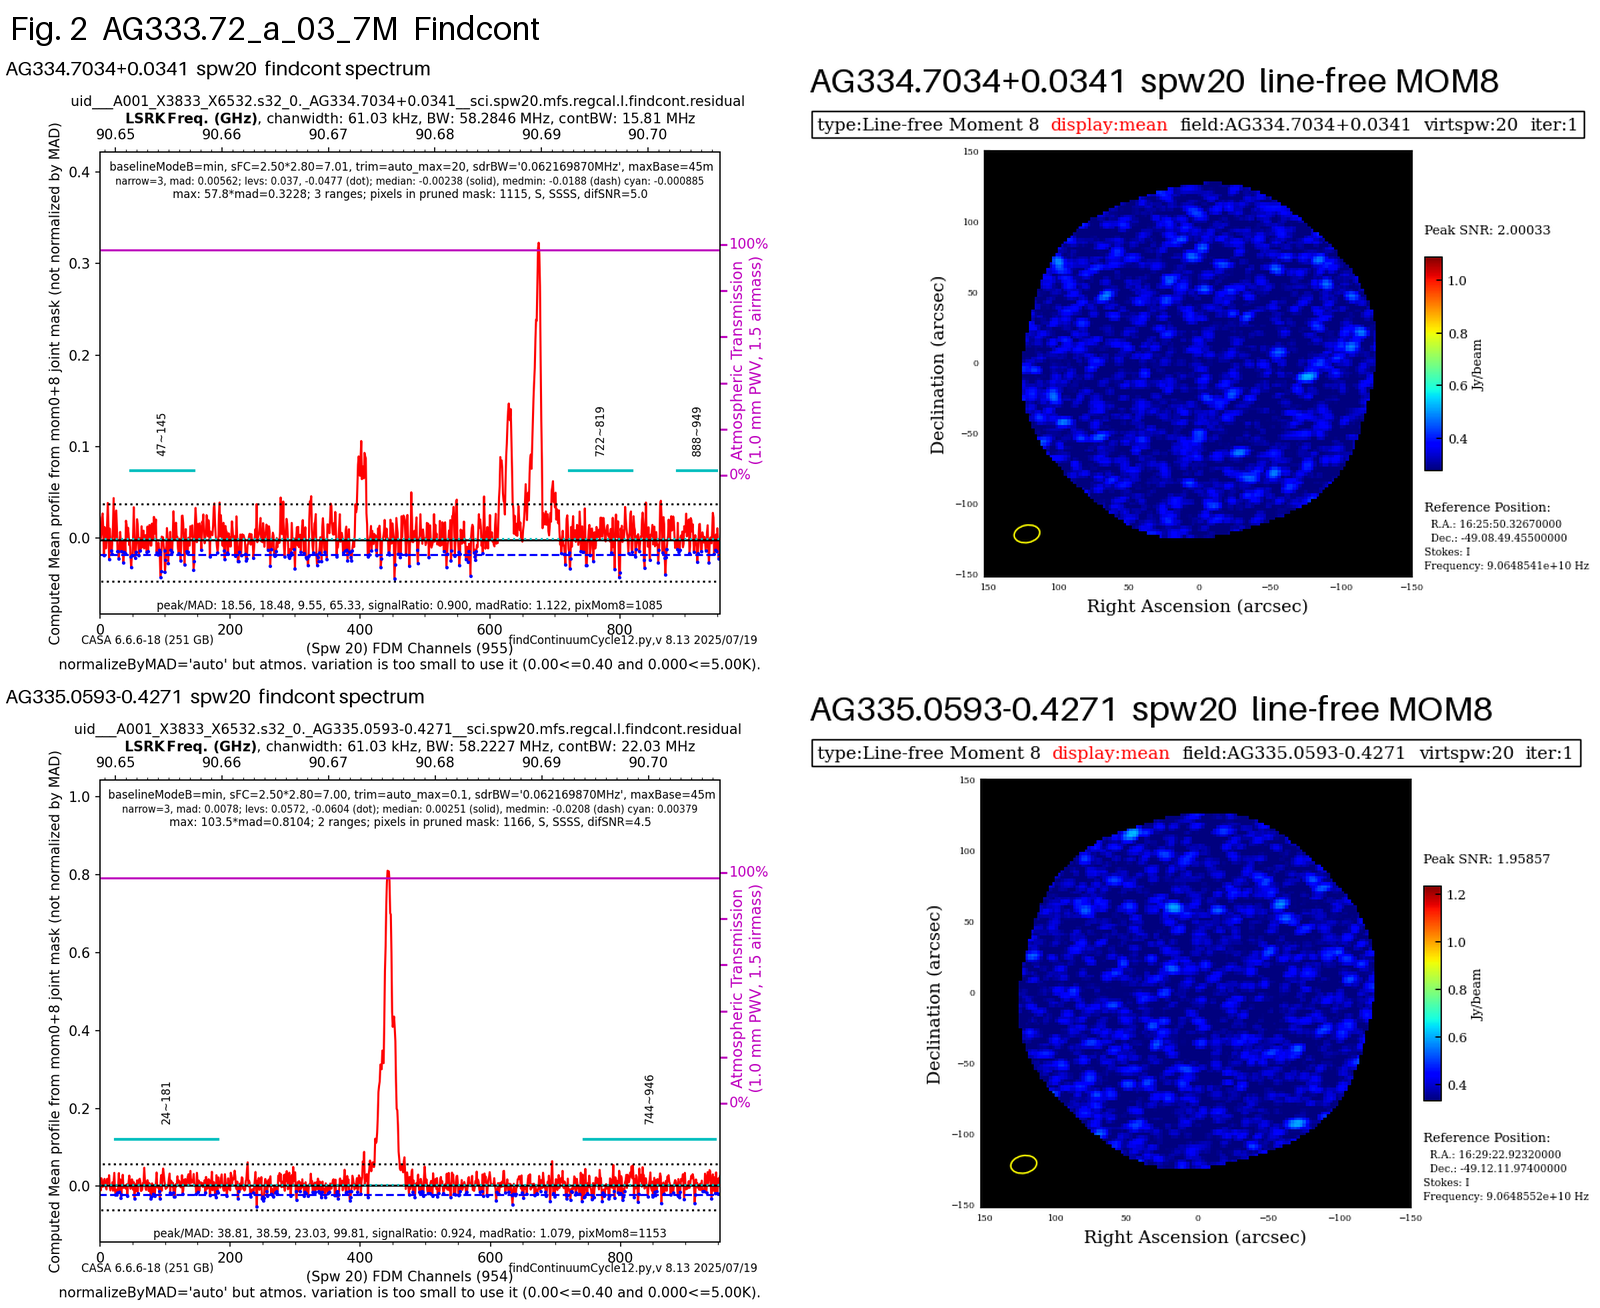 Fig. 2 AG333.72_a_03_7M Findcont
AG334.7034+0.0341 spw20 findcont spectrum
uid___A001_X3833_X6532.s32_0._AG334.7034+0.0341__sci.spw20.mfs.regcal.I.findcont.residual
LSRK Freq. (GHz), chanwidth: 61.03 kHz, BW: 58.2846 MHz, contBW: 15.81 MHz
90.65 90.66 90.67 90.68 90.69 90.70
baselineModeB=min, sFC=2.50*2.80=7.01, trim=auto_max=20, sdrBW='0.062169870MHz', maxBase=45m
narrow=3, mad: 0.00562; levs: 0.037, -0.0477 (dot); median: -0.00238 (solid), medmin: -0.0188 (dash) cyan: -0.000885
max: 57.8*mad=0.3228; 3 ranges; pixels in pruned mask: 1115, S, SSSS, difSNR=5.0
Computed Mean profile from mom0+8 joint mask (not normalized by MAD)
0.4
0.3
0.2
0.1
0.0
47~145
722~819
888~949
100%
0%
Atmospheric Transmission
(1.0 mm PWV, 1.5 airmass)
peak/MAD: 18.56, 18.48, 9.55, 65.33, signalRatio: 0.900, madRatio: 1.122, pixMom8=1085
0 200 400 600 800
CASA 6.6.6-18 (251 GB)
(Spw 20) FDM Channels (955)
findContinuumCycle12.py,v 8.13 2025/07/19
normalizeByMAD='auto' but atmos. variation is too small to use it (0.00<=0.40 and 0.000<=5.00K).
AG334.7034+0.0341 spw20 line-free MOM8
type:Line-free Moment 8 display:mean field:AG334.7034+0.0341 virtspw:20 iter:1
150
100
50
0
−50
−100
−150
Declination (arcsec)
150 100 50 0 −50 −100 −150
Right Ascension (arcsec)
Peak SNR: 2.00033
1.0
0.8
0.6
0.4
Jy/beam
Reference Position:
R.A.: 16:25:50.32670000
Dec.: -49.08.49.45500000
Stokes: I
Frequency: 9.0648541e+10 Hz
AG335.0593-0.4271 spw20 findcont spectrum
uid___A001_X3833_X6532.s32_0._AG335.0593-0.4271__sci.spw20.mfs.regcal.I.findcont.residual
LSRK Freq. (GHz), chanwidth: 61.03 kHz, BW: 58.2227 MHz, contBW: 22.03 MHz
90.65 90.66 90.67 90.68 90.69 90.70
baselineModeB=min, sFC=2.50*2.80=7.00, trim=auto_max=0.1, sdrBW='0.062169870MHz', maxBase=45m
narrow=3, mad: 0.0078; levs: 0.0572, -0.0604 (dot); median: 0.00251 (solid), medmin: -0.0208 (dash) cyan: 0.00379
max: 103.5*mad=0.8104; 2 ranges; pixels in pruned mask: 1166, S, SSSS, difSNR=4.5
Computed Mean profile from mom0+8 joint mask (not normalized by MAD)
1.0
0.8
0.6
0.4
0.2
0.0
24~181
744~946
100%
0%
Atmospheric Transmission
(1.0 mm PWV, 1.5 airmass)
peak/MAD: 38.81, 38.59, 23.03, 99.81, signalRatio: 0.924, madRatio: 1.079, pixMom8=1153
0 200 400 600 800
CASA 6.6.6-18 (251 GB)
(Spw 20) FDM Channels (954)
findContinuumCycle12.py,v 8.13 2025/07/19
normalizeByMAD='auto' but atmos. variation is too small to use it (0.00<=0.40 and 0.000<=5.00K).
AG335.0593-0.4271 spw20 line-free MOM8
type:Line-free Moment 8 display:mean field:AG335.0593-0.4271 virtspw:20 iter:1
150
100
50
0
−50
−100
−150
Declination (arcsec)
150 100 50 0 −50 −100 −150
Right Ascension (arcsec)
Peak SNR: 1.95857
1.2
1.0
0.8
0.6
0.4
Jy/beam
Reference Position:
R.A.: 16:29:22.92320000
Dec.: -49.12.11.97400000
Stokes: I
Frequency: 9.0648552e+10 Hz